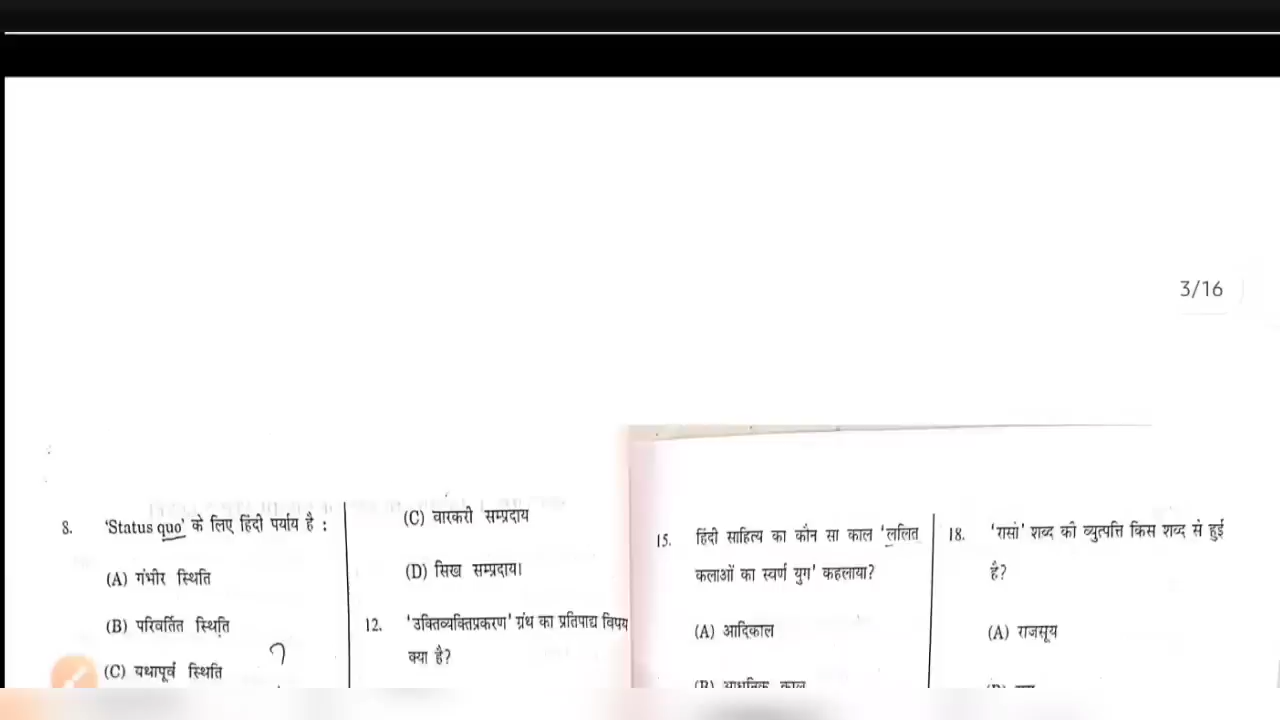 3/16
8. 'Status quo' के लिए हिंदी पर्याय है :
(A) गंभीर स्थिति
(B) परिवर्तित स्थिति
(C) यथापूर्व स्थिति
(C) वारकरी सम्प्रदाय
(D) सिख सम्प्रदाय।
12. 'उक्तिव्यक्तिप्रकरण' ग्रंथ का प्रतिपाद्य विषय
क्या है?
15. हिंदी साहित्य का कौन सा काल 'ललित
कलाओं का स्वर्ण युग' कहलाया?
(A) आदिकाल
(B) आधुनिक काल
18. 'रासो' शब्द की व्युत्पत्ति किस शब्द से हुई
है?
(A) राजसूय